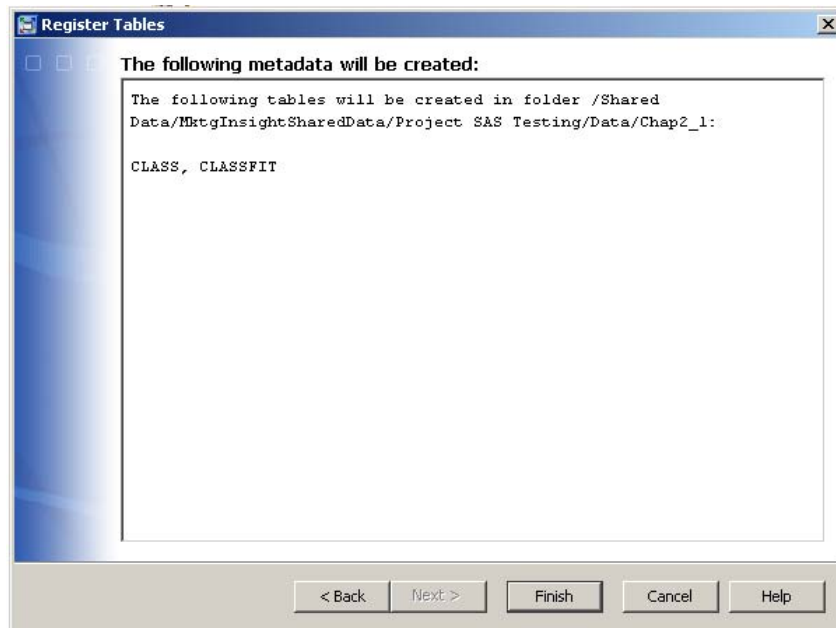 Register Tables
The following metadata will be created:
The following tables will be created in folder /Shared
Data/MktgInsightSharedData/Project SAS Testing/Data/Chap2_1:
CLASS, CLASSFIT
< Back
Next >
Finish
Cancel
Help